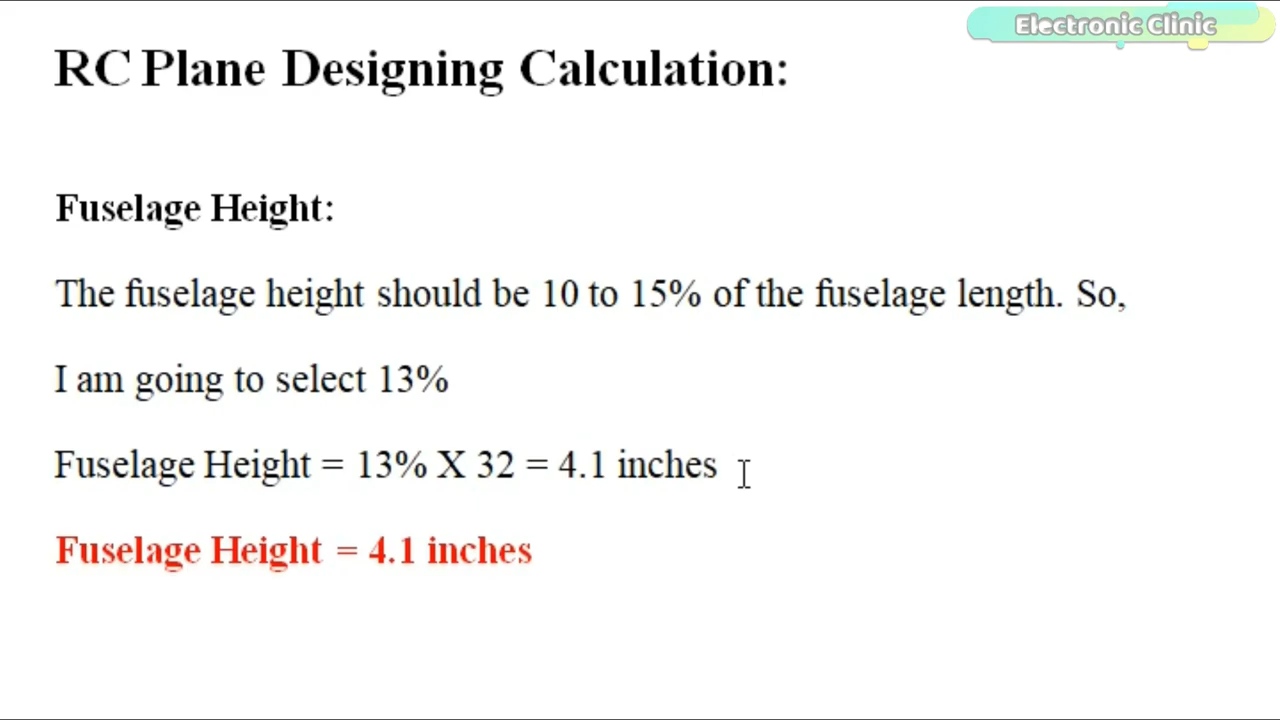 Electronic Clinic
RC Plane Designing Calculation:
Fuselage Height:
The fuselage height should be 10 to 15% of the fuselage length. So,
I am going to select 13%
Fuselage Height = 13% X 32 = 4.1 inches
Fuselage Height = 4.1 inches